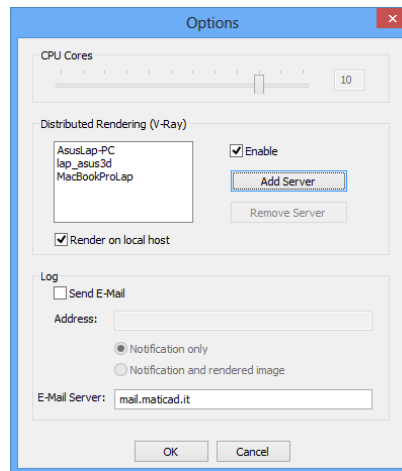 Options
CPU Cores
10
Distributed Rendering (V-Ray)
AsusLap-PC
lap_asus3d
MacBookProLap
Enable
Add Server
Remove Server
Render on local host
Log
Send E-Mail
Address:
Notification only
Notification and rendered image
E-Mail Server: mail.maticad.it
OK Cancel